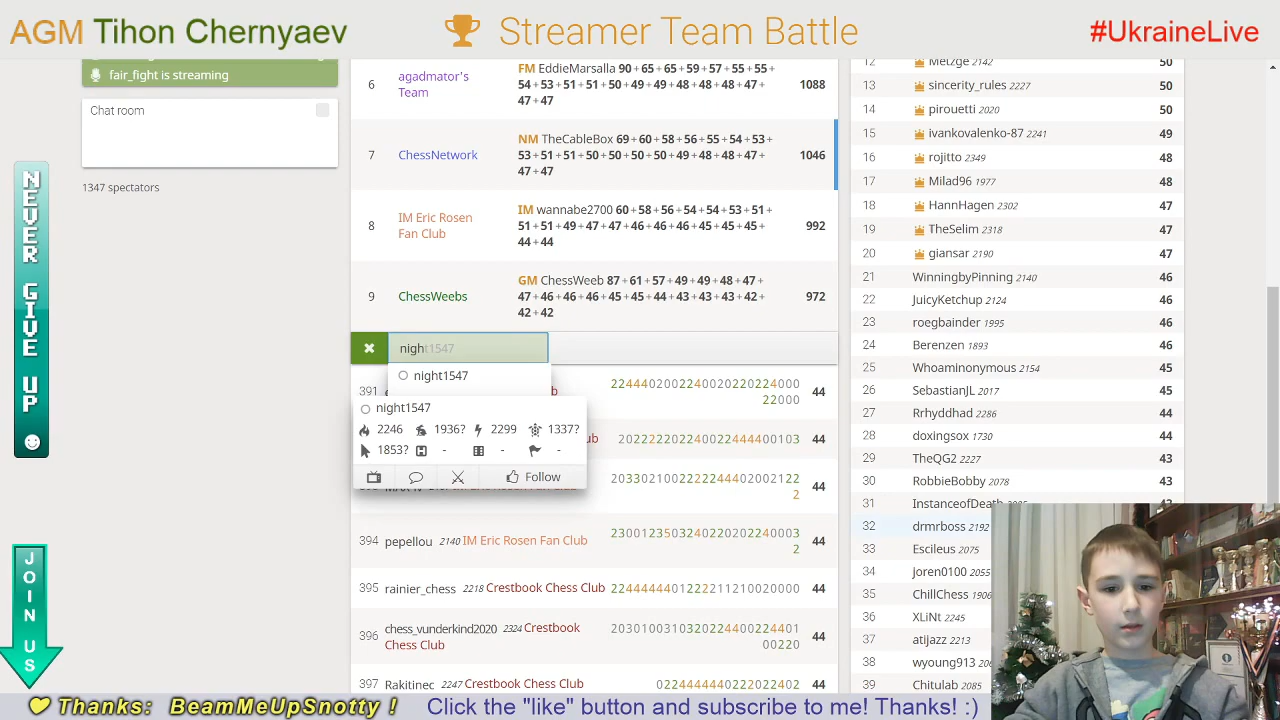 AGM Tihon Chernyaev
Streamer Team Battle
#UkraineLive
fair_fight is streaming
Chat room
1347 spectators
NEVER GIVE UP
JOIN US
6 agadmator's Team FM EddieMarsalla 90+65+65+59+57+55+55+ 1088
54+53+51+51+50+49+49+48+48+48+47+
47+47
7 ChessNetwork NM TheCableBox 69+60+58+56+55+54+53+ 1046
53+51+51+50+50+50+50+49+48+48+47+
47+47
8 IM Eric Rosen Fan Club IM wannabe2700 60+58+56+54+54+53+51+ 992
51+51+49+47+47+46+46+46+45+45+45+
44+44
9 ChessWeebs GM ChessWeeb 87+61+57+49+49+48+47+ 972
47+46+46+46+45+45+44+43+43+43+42+
42+42
night1547
night1547
night1547
2246 1936? 2299 1337?
1853? - - -
Follow
391 22444020022400202202240000
22000 44
44
44
394 pepellou 2140 IM Eric Rosen Fan Club 44
395 rainier_chess 2218 Crestbook Chess Club 44
396 chess_vunderkind2020 2324 Crestbook Chess Club 44
397 Rakitinec 2247 Crestbook Chess Club 44
12 Metzge 2142 50
13 sincerity_rules 2227 50
14 pirouetti 2020 50
15 ivankovalenko-87 2241 49
16 rojitto 2349 48
17 Milad96 1977 48
18 HannHagen 2302 47
19 TheSelim 2318 47
20 giansar 2190 47
21 WinningbyPinning 2140 46
22 JuicyKetchup 2124 46
23 roegbainder 1995 46
24 Berenzen 1893 46
25 Whoaminonymous 2154 45
26 SebastianJL 2017 45
27 Rrhyddhad 2286 44
28 doxingsox 1730 44
29 TheQG2 2227 43
30 RobbieBobby 2078 43
31 InstanceofDeath
32 drmrboss 2192
33 Escileus 2075
34 joren0100 2055
35 ChillChess
36 XLiNt 2245
37 atijazz 2213
38 wyoung913
39 Chitulab 2085
Thanks: BeamMeUpSnotty !
Click the "like" button and subscribe to me! Thanks! :)